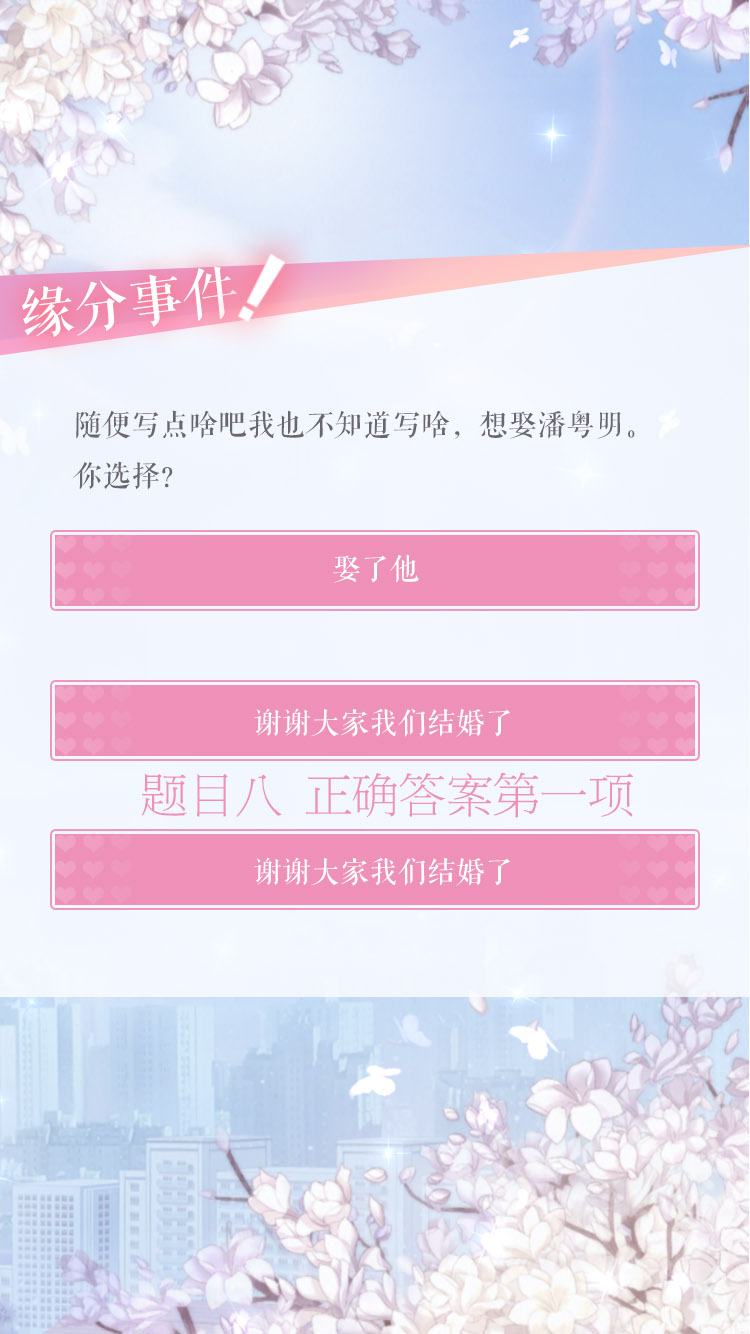 缘分事件！
随便写点啥吧我也不知道写啥，想娶潘粤明。
你选择？
娶了他
谢谢大家我们结婚了
题目八 正确答案第一项
谢谢大家我们结婚了